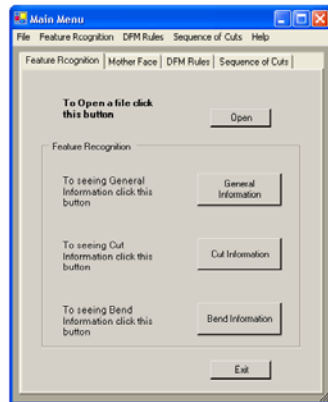 Main Menu
File Feature Rcognition DFM Rules Sequence of Cuts Help
Feature Rcognition Mother Face DFM Rules Sequence of Cuts
To Open a file click
this button
Open
Feature Recognition
To seeing General
Information click this
button
General
Information
To seeing Cut
Information click this
button
Cut Information
To seeing Bend
Information click this
button
Bend Information
Exit